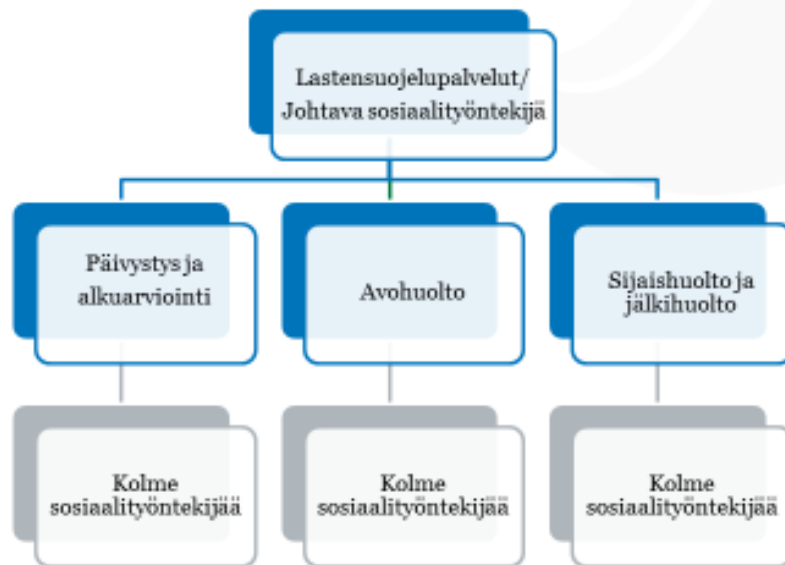 Lastensuojelupalvelut/
Johtava sosiaalityöntekijä
Päivystys ja
alkuarviointi
Avohuolto
Sijaishuolto ja
jälkihuolto
Kolme
sosiaalityöntekijää
Kolme
sosiaalityöntekijää
Kolme
sosiaalityöntekijää